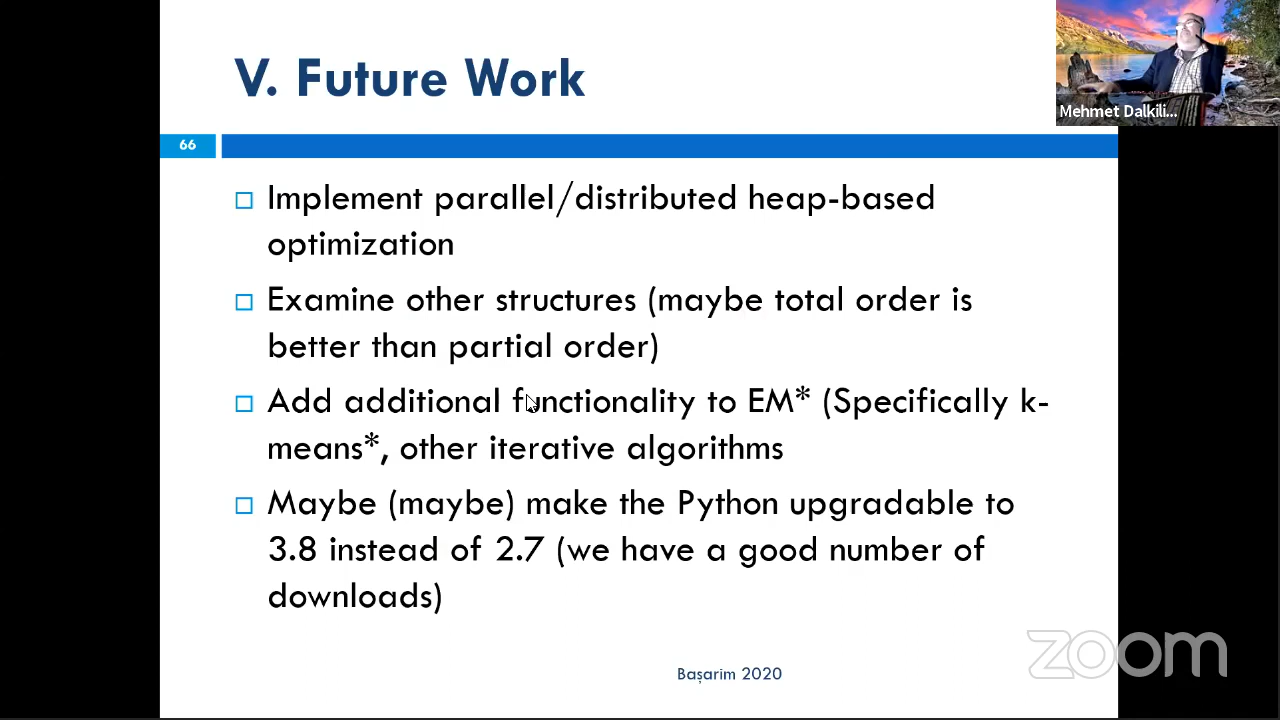 V. Future Work
Mehmet Dalkili...
66
Implement parallel/distributed heap-based
optimization
Examine other structures (maybe total order is
better than partial order)
Add additional functionality to EM* (Specifically k-
means*, other iterative algorithms
Maybe (maybe) make the Python upgradable to
3.8 instead of 2.7 (we have a good number of
downloads)
zoom
Başarim 2020